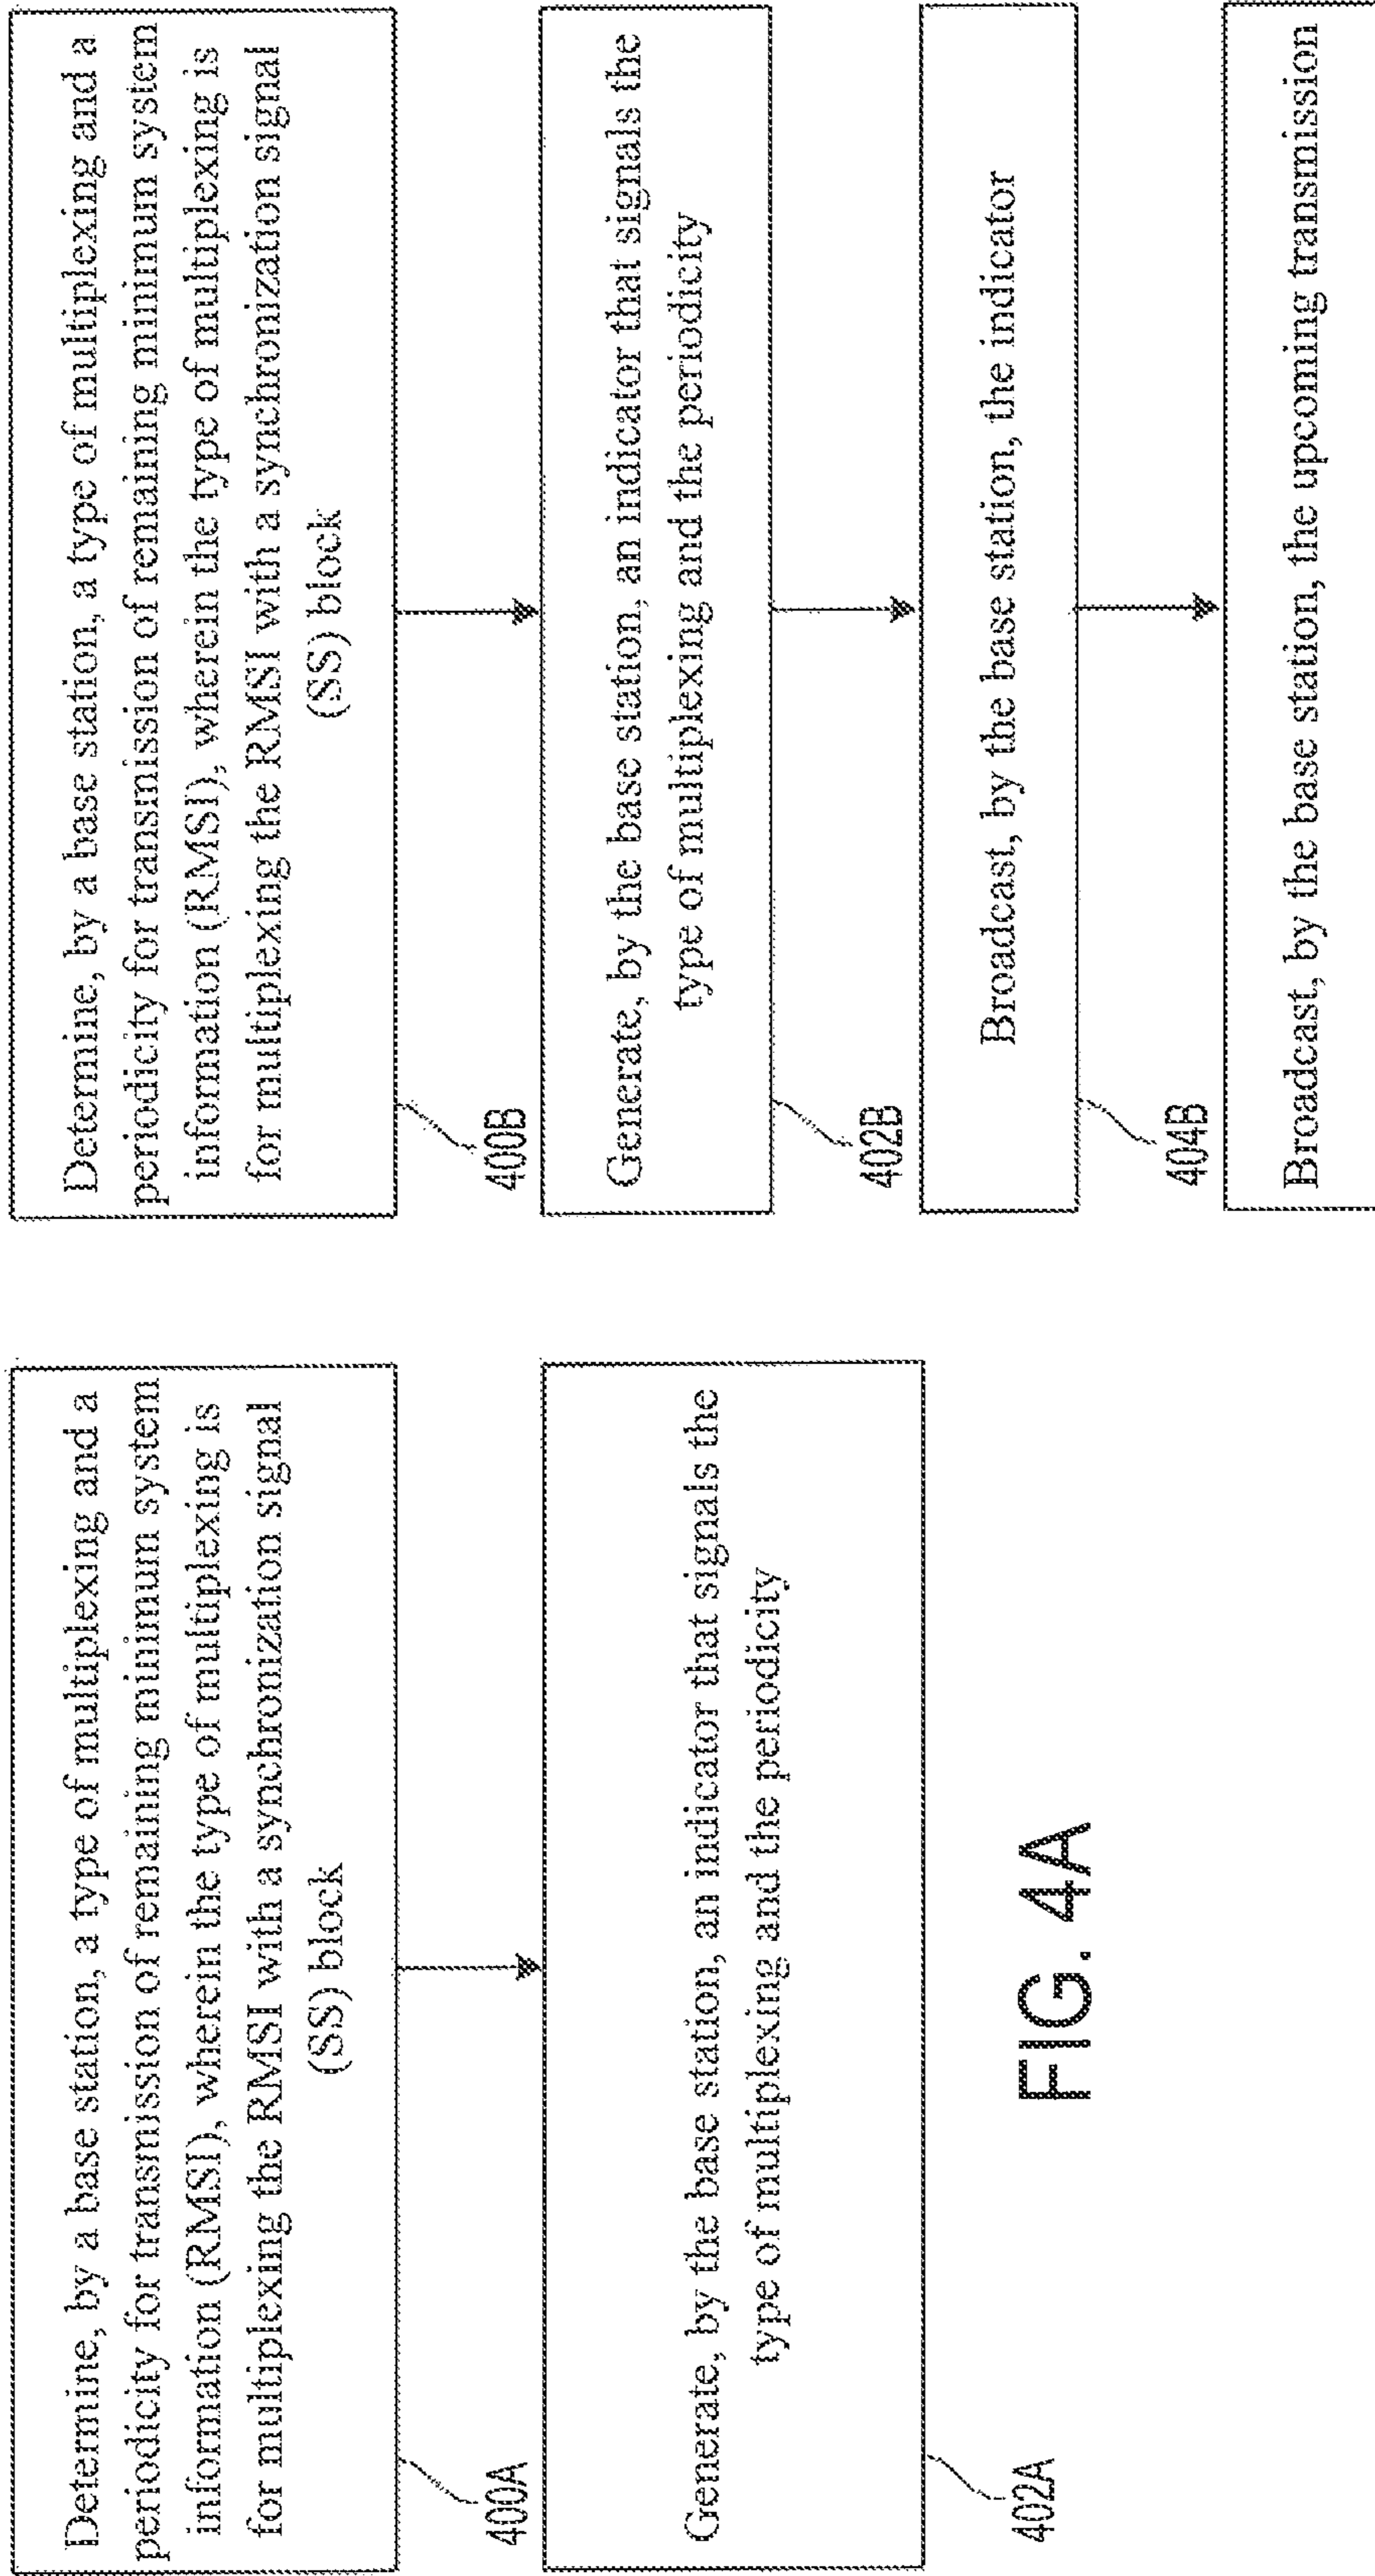 Determine, by a base station, a type of multiplexing and a
periodicity for transmission of remaining minimum system
information (RMSI), wherein the type of multiplexing is
for multiplexing the RMSI with a synchronization signal
(SS) block
400A
Generate, by the base station, an indicator that signals the
type of multiplexing and the periodicity
402A
FIG. 4A
Determine, by a base station, a type of multiplexing and a
periodicity for transmission of remaining minimum system
information (RMSI), wherein the type of multiplexing is
for multiplexing the RMSI with a synchronization signal
(SS) block
400B
Generate, by the base station, an indicator that signals the
type of multiplexing and the periodicity
402B
Broadcast, by the base station, the indicator
404B
Broadcast, by the base station, the upcoming transmission